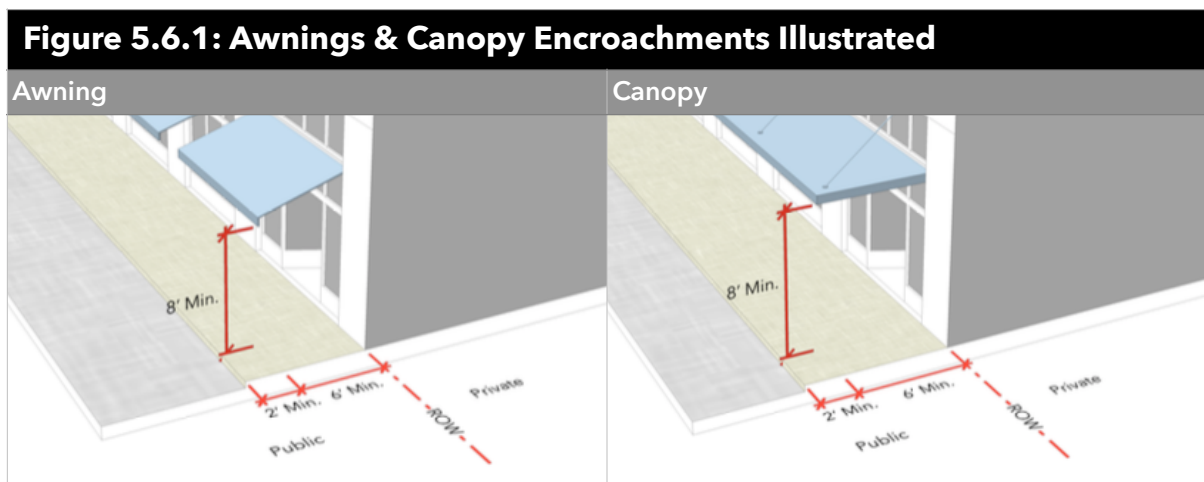 Figure 5.6.1: Awnings & Canopy Encroachments Illustrated
Awning
8' Min.
2' Min.
6' Min.
Private
ROW
Public
Canopy
8' Min.
2' Min.
6' Min.
Private
ROW
Public